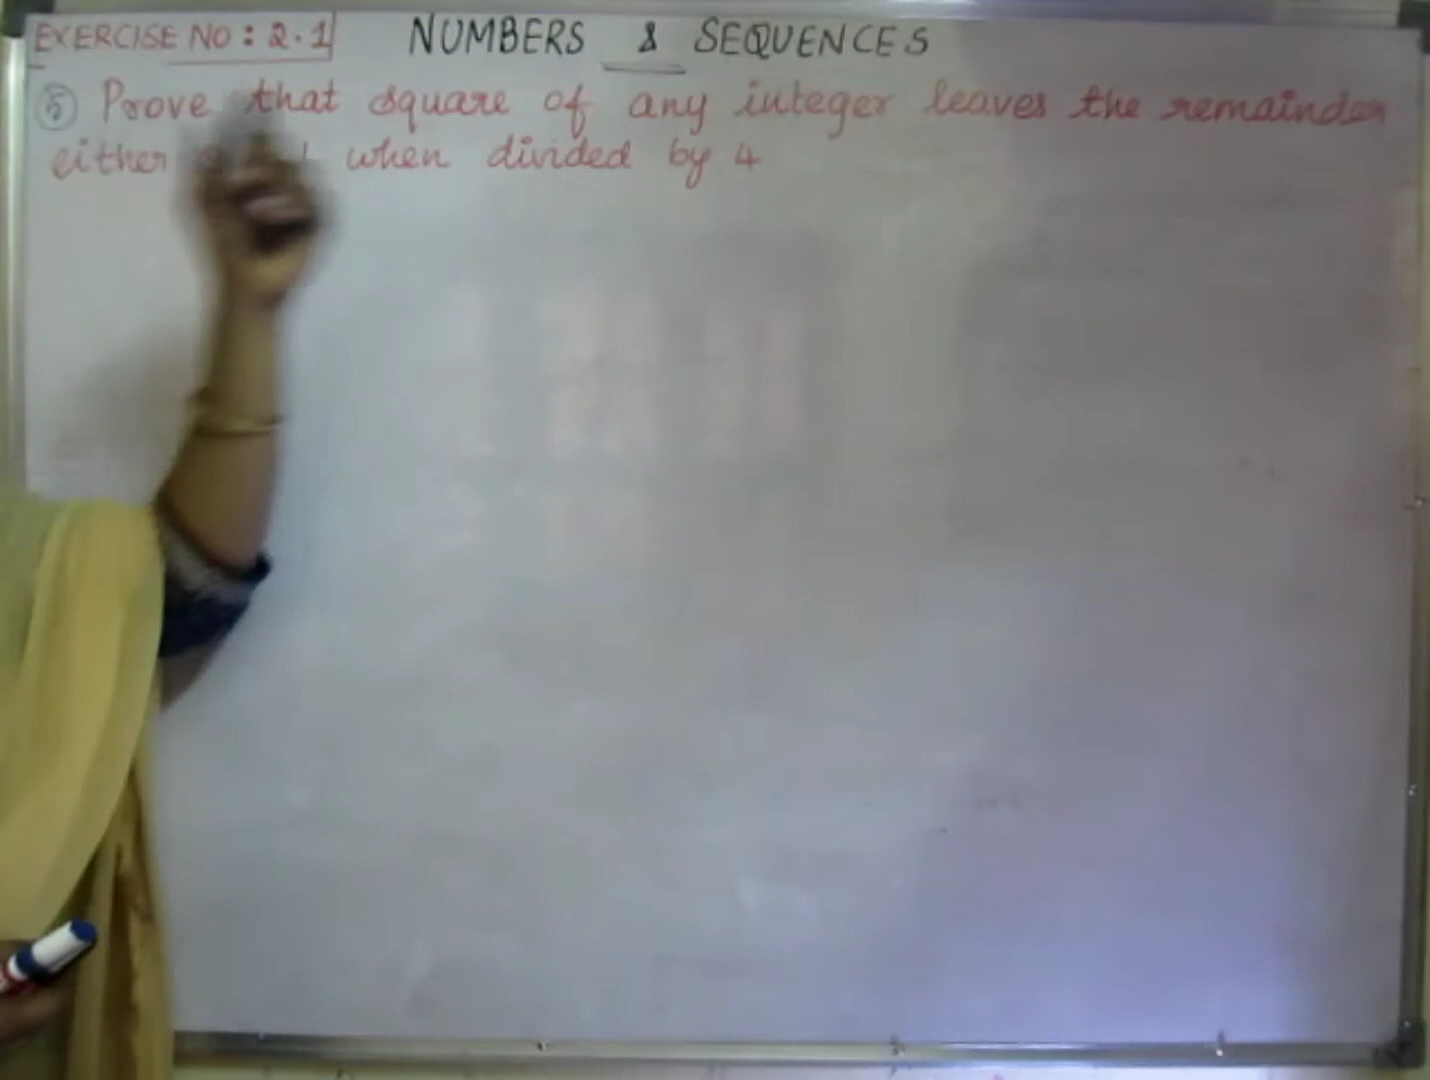 EXERCISE NO : 2.1
NUMBERS & SEQUENCES
⑤ Prove that square of any integer leaves the remainder
either when divided by 4